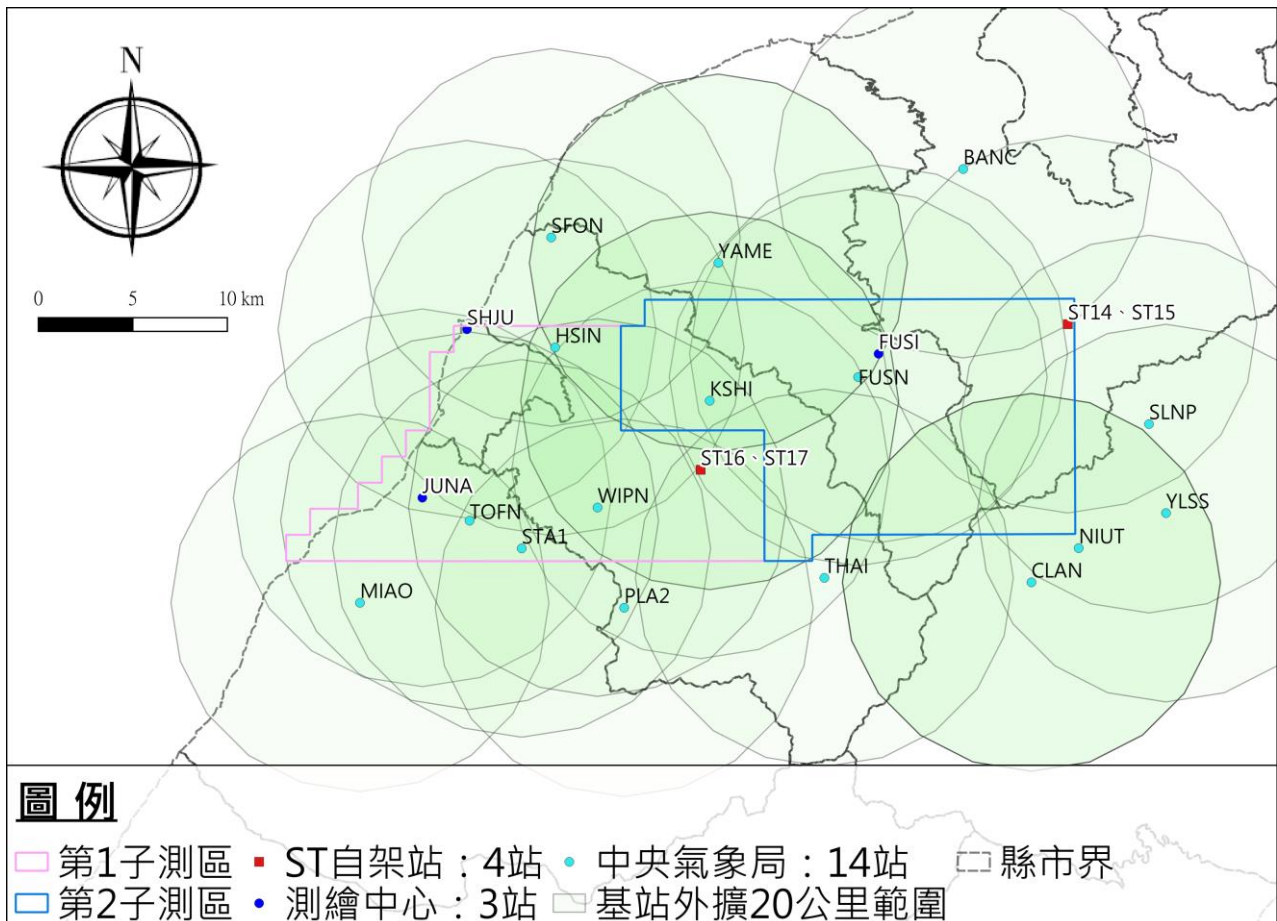 N
0 5 10 km
BANC
SFON
YAME
SHJU
ST14、ST15
HSIN
FUSI
FUSN
KSHI
SLNP
ST16、ST17
JUNA
WIPN
YLSS
TOFN
STA1
NIUT
THAI
CLAN
MIAO
PLA2
圖例
第1子測區 ST自架站：4站 中央氣象局：14站 縣市界
第2子測區 測繪中心：3站 基站外擴20公里範圍